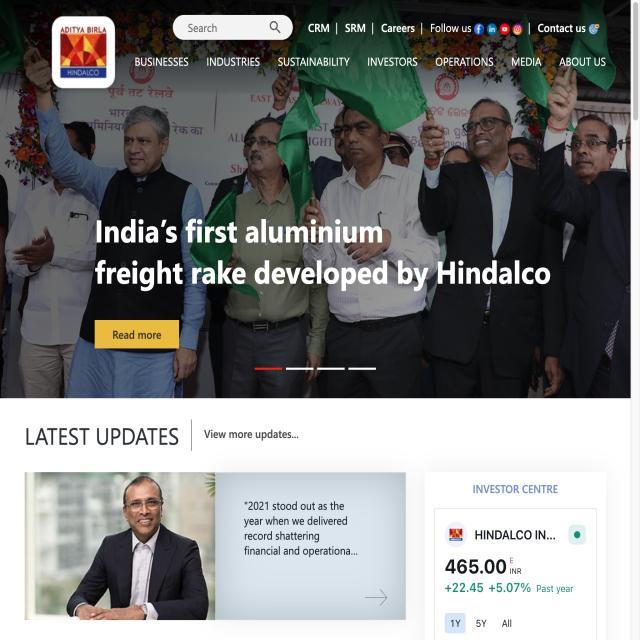 ADITYA BIRLA
HINDALCO
Search
CRM | SRM | Careers | Follow us | Contact us
BUSINESSES INDUSTRIES SUSTAINABILITY INVESTORS OPERATIONS MEDIA ABOUT US
पूर्व तट रेलवे
EAST
India’s first aluminium
freight rake developed by Hindalco
Read more
LATEST UPDATES
View more updates...
"2021 stood out as the
year when we delivered
record shattering
financial and operationa...
INVESTOR CENTRE
HINDALCO IN...
465.00 E
INR
+22.45 +5.07% Past year
1Y 5Y All